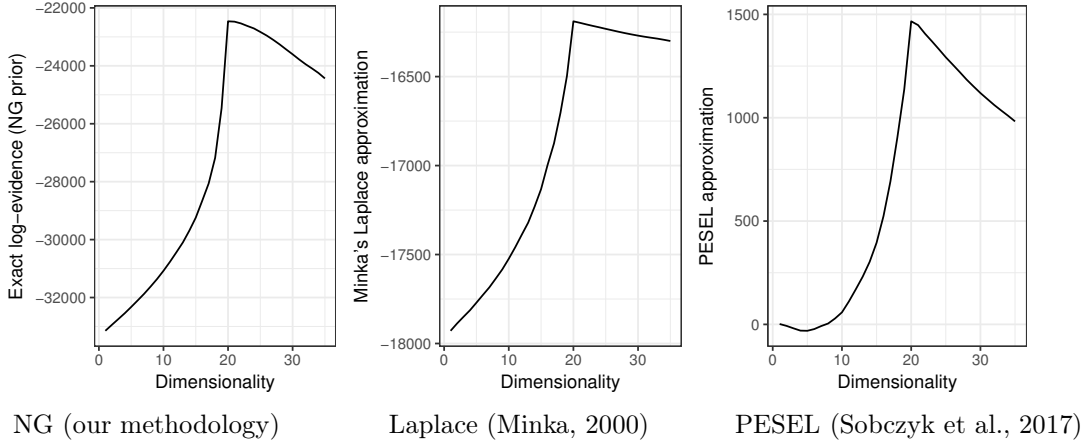 Exact log−evidence (NG prior)
−22000
−24000
−26000
−28000
−30000
−32000
0
10
20
30
Dimensionality
NG (our methodology)
Minka's Laplace approximation
−16500
−17000
−17500
−18000
0
10
20
30
Dimensionality
Laplace (Minka, 2000)
PESEL approximation
1500
1000
500
0
0
10
20
30
Dimensionality
PESEL (Sobczyk et al., 2017)